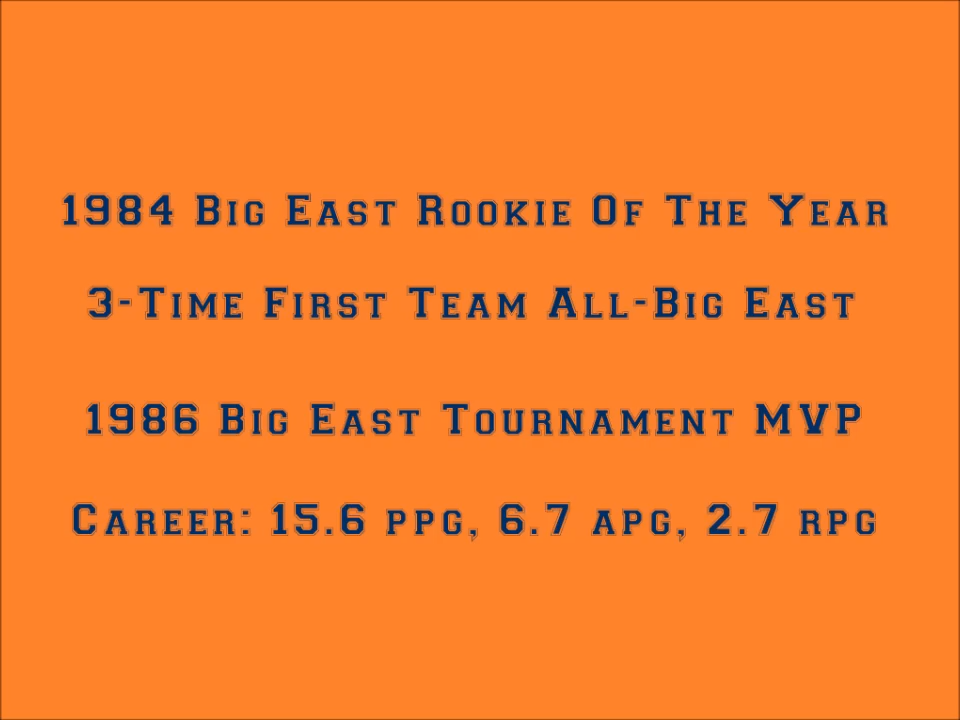 1984 Big East Rookie Of The Year
3-Time First Team All-Big East
1986 Big East Tournament MVP
Career: 15.6 ppg, 6.7 apg, 2.7 rpg